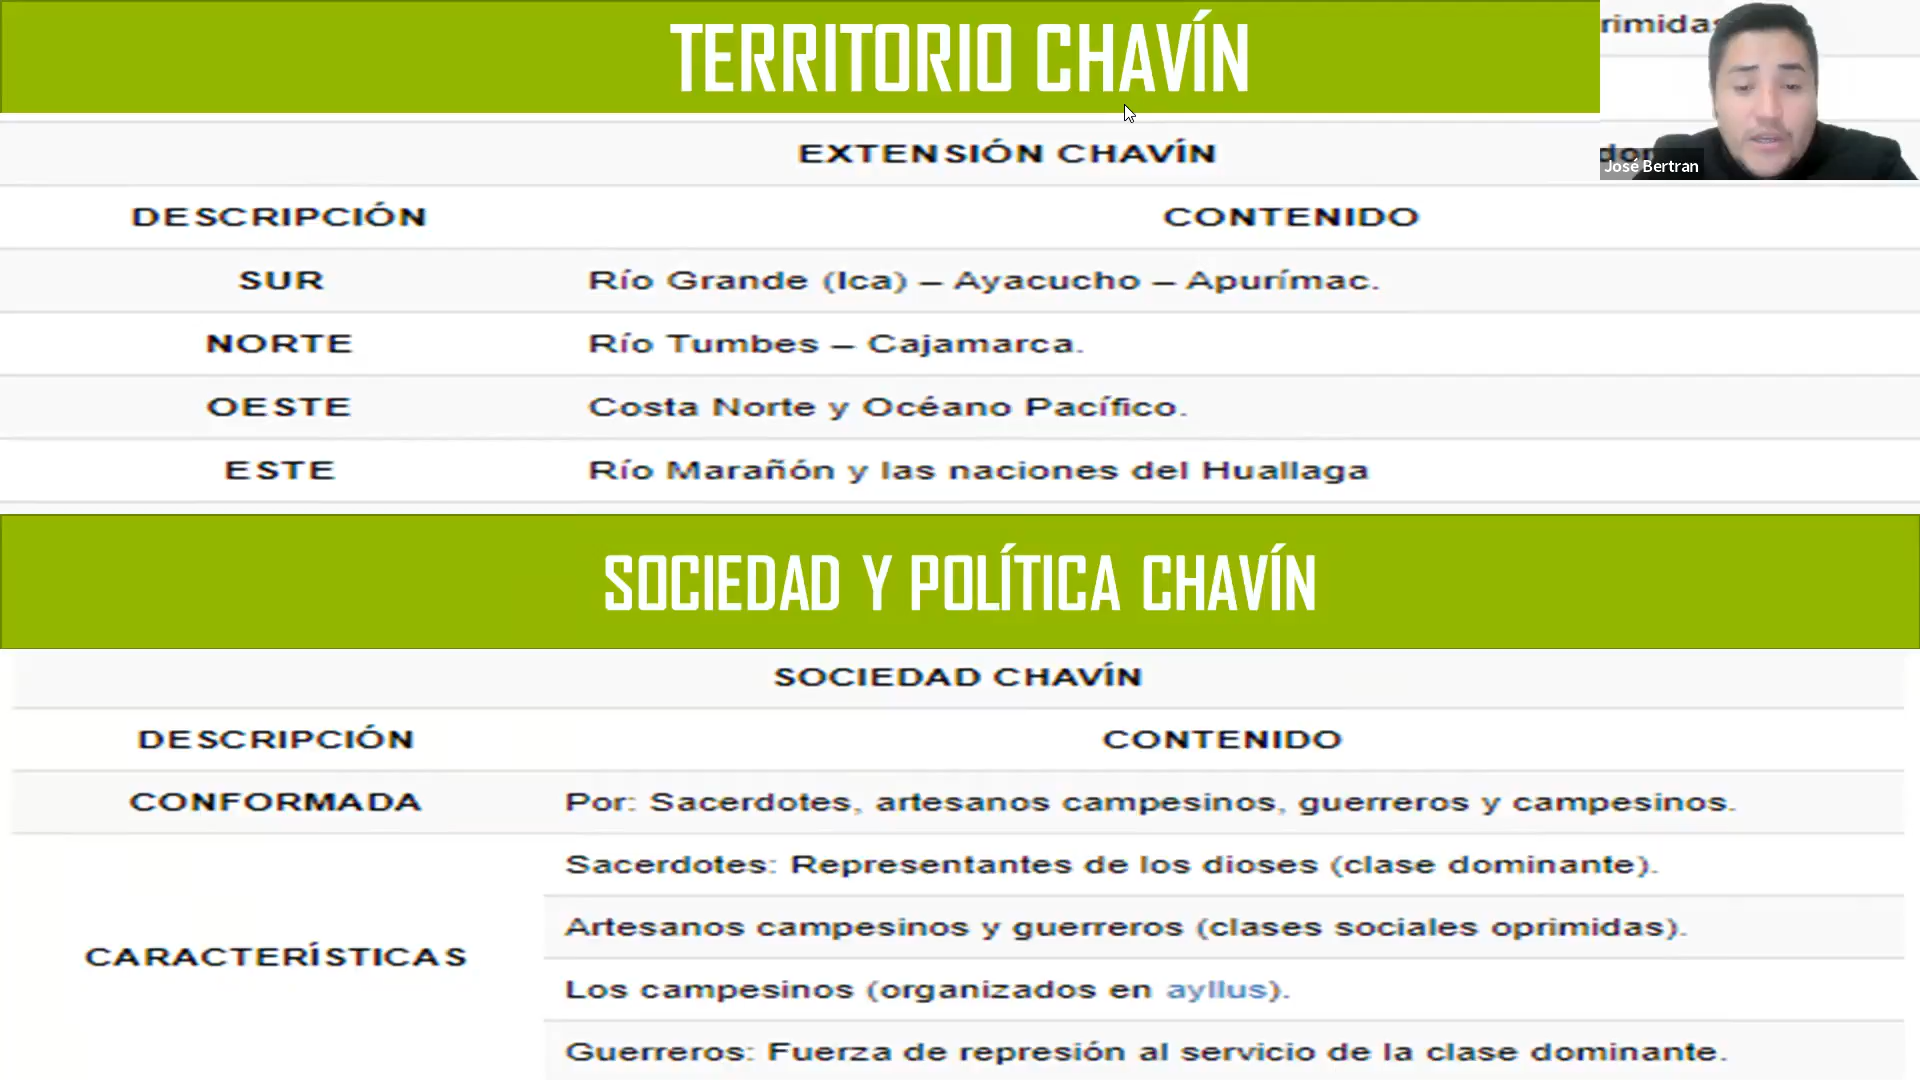 TERRITORIO CHAVÍN
José Bertran
EXTENSIÓN CHAVÍN
DESCRIPCIÓN CONTENIDO
SUR Río Grande (Ica) – Ayacucho – Apurímac.
NORTE Río Tumbes – Cajamarca.
OESTE Costa Norte y Océano Pacífico.
ESTE Río Marañón y las naciones del Huallaga
SOCIEDAD Y POLÍTICA CHAVÍN
SOCIEDAD CHAVÍN
DESCRIPCIÓN CONTENIDO
CONFORMADA Por: Sacerdotes, artesanos campesinos, guerreros y campesinos.
Sacerdotes: Representantes de los dioses (clase dominante).
Artesanos campesinos y guerreros (clases sociales oprimidas).
CARACTERÍSTICAS
Los campesinos (organizados en ayllus).
Guerreros: Fuerza de represión al servicio de la clase dominante.